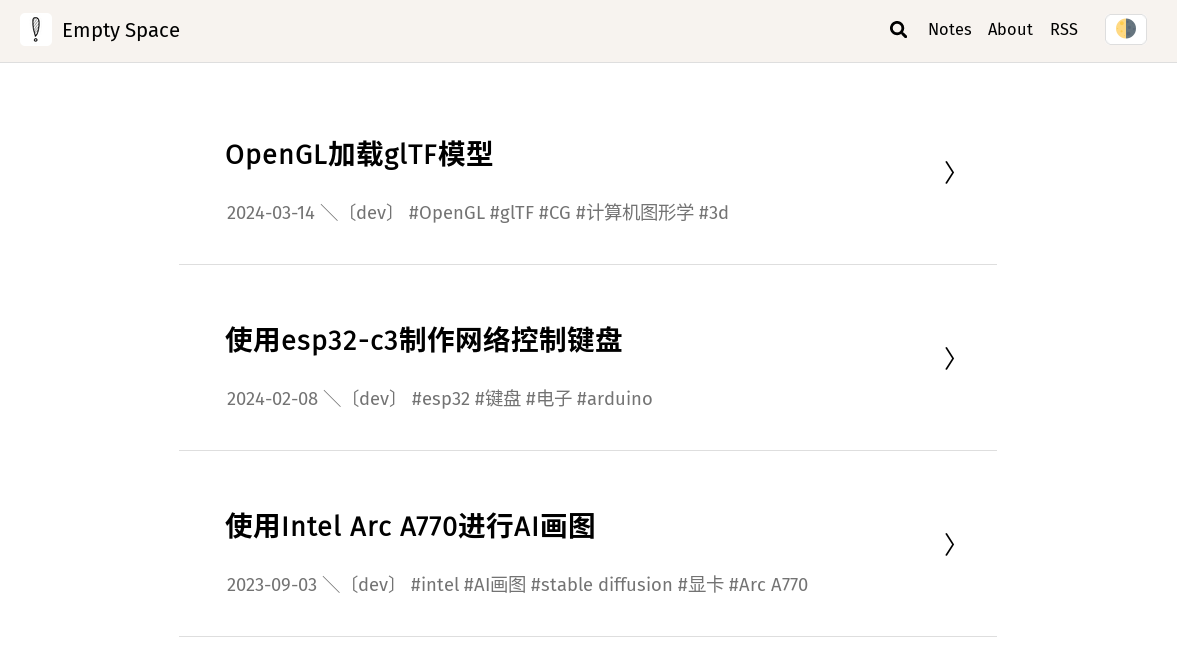 Empty Space
Notes About RSS
OpenGL加载glTF模型
2024-03-14 ╲〔dev〕 #OpenGL #glTF #CG #计算机图形学 #3d
使用esp32-c3制作网络控制键盘
2024-02-08 ╲〔dev〕 #esp32 #键盘 #电子 #arduino
使用Intel Arc A770进行AI画图
2023-09-03 ╲〔dev〕 #intel #AI画图 #stable diffusion #显卡 #Arc A770